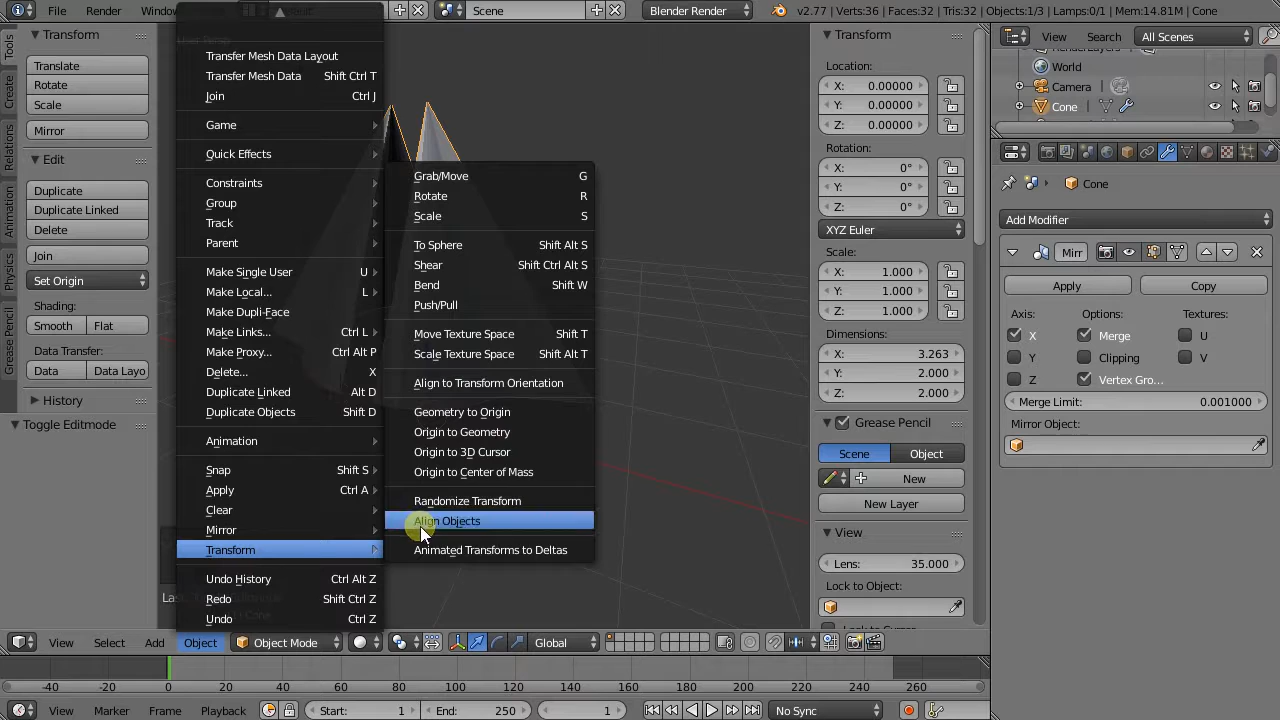 File
Render
Window
Scene
Blender Render
v2.77 | Verts:36 | Faces:32 | Tris:32 | Objects:1/3 | Lamps:0/1 | Mem:14.81M | Cone
Tools
Create
Relations
Animation
Physics
Grease Pencil
Transform
Translate
Rotate
Scale
Mirror
Edit
Duplicate
Duplicate Linked
Delete
Join
Set Origin
Shading:
Smooth
Flat
Data Transfer:
Data
Data Layo
History
Toggle Editmode
Transfer Mesh Data Layout
Transfer Mesh Data Shift Ctrl T
Join Ctrl J
Game
Quick Effects
Constraints
Group
Track
Parent
Make Single User U
Make Local... L
Make Dupli-Face
Make Links... Ctrl L
Make Proxy... Ctrl Alt P
Delete... X
Duplicate Linked Alt D
Duplicate Objects Shift D
Animation
Snap Shift S
Apply Ctrl A
Clear
Mirror
Transform
Undo History Ctrl Alt Z
Redo Shift Ctrl Z
Undo Ctrl Z
Grab/Move G
Rotate R
Scale S
To Sphere Shift Alt S
Shear Shift Ctrl Alt S
Bend Shift W
Push/Pull
Move Texture Space Shift T
Scale Texture Space Shift Alt T
Align to Transform Orientation
Geometry to Origin
Origin to Geometry
Origin to 3D Cursor
Origin to Center of Mass
Randomize Transform
Align Objects
Animated Transforms to Deltas
Transform
Location:
X: 0.00000
Y: 0.00000
Z: 0.00000
Rotation:
X: 0°
Y: 0°
Z: 0°
XYZ Euler
Scale:
X: 1.000
Y: 1.000
Z: 1.000
Dimensions:
X: 3.263
Y: 2.000
Z: 2.000
Grease Pencil
Scene
Object
New
New Layer
View
Lens: 35.000
Lock to Object:
View
Search
All Scenes
World
Camera
Cone
Cone
Add Modifier
Mirr
Apply
Copy
Axis:
Options:
Textures:
X
Merge
U
Y
Clipping
V
Z
Vertex Gro...
Merge Limit: 0.001000
Mirror Object:
View
Select
Add
Object
Object Mode
Global
-40 -20 0 20 40 60 80 100 120 140 160 180 200 220 240 260
View
Marker
Frame
Playback
Start: 1
End: 250
1
No Sync